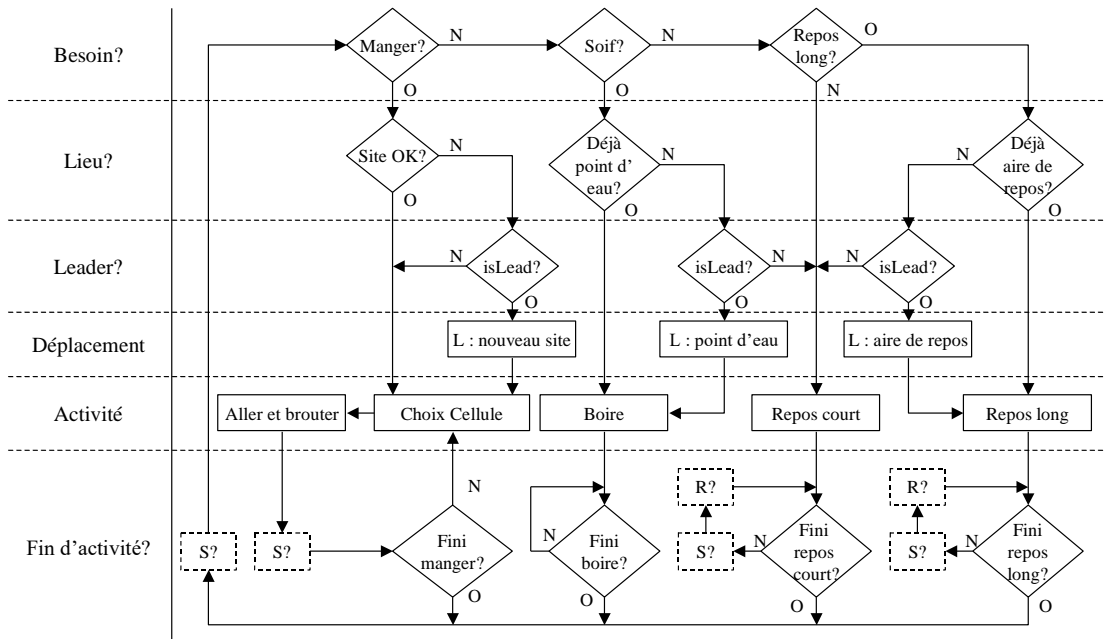 Besoin?
Manger?
N
Soif?
N
Repos
long?
O
O
O
N
Lieu?
Site OK?
N
Déjà
point d'
eau?
N
N
Déjà
aire de
repos?
O
O
O
Leader?
N
isLead?
isLead?
N
N
isLead?
O
O
O
Déplacement
L : nouveau site
L : point d'eau
L : aire de repos
Activité
Aller et brouter
Choix Cellule
Boire
Repos court
Repos long
Fin d'activité?
N
R?
R?
S?
S?
Fini
manger?
N
Fini
boire?
S?
N
Fini
repos
court?
S?
N
Fini
repos
long?
O
O
O
O